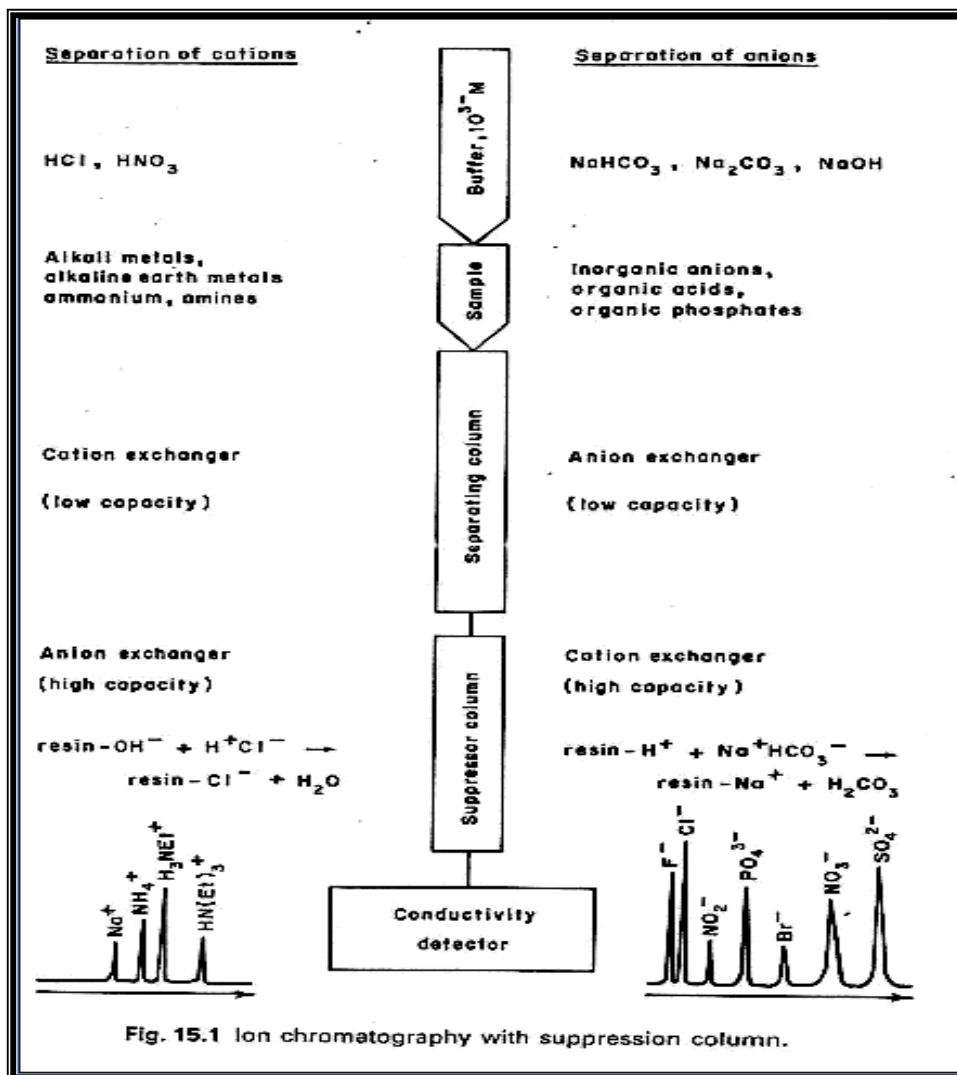 Separation of cations
HCl, HNO₃
Alkali metals,
alkaline earth metals
ammonium, amines
Cation exchanger
(low capacity)
Anion exchanger
(high capacity)
resin-OH⁻ + H⁺Cl⁻ →
resin-Cl⁻ + H₂O
Na⁺
NH₄⁺
H₃NEt⁺
HN(Et)₃⁺
Buffer, 10³⁻ M
Sample
Separating column
Suppressor column
Conductivity
detector
Separation of anions
NaHCO₃, Na₂CO₃, NaOH
Inorganic anions,
organic acids,
organic phosphates
Anion exchanger
(low capacity)
Cation exchanger
(high capacity)
resin-H⁺ + Na⁺HCO₃⁻ →
resin-Na⁺ + H₂CO₃
F⁻
Cl⁻
NO₂⁻
PO₄³⁻
Br⁻
NO₃⁻
SO₄²⁻
Fig. 15.1 Ion chromatography with suppression column.